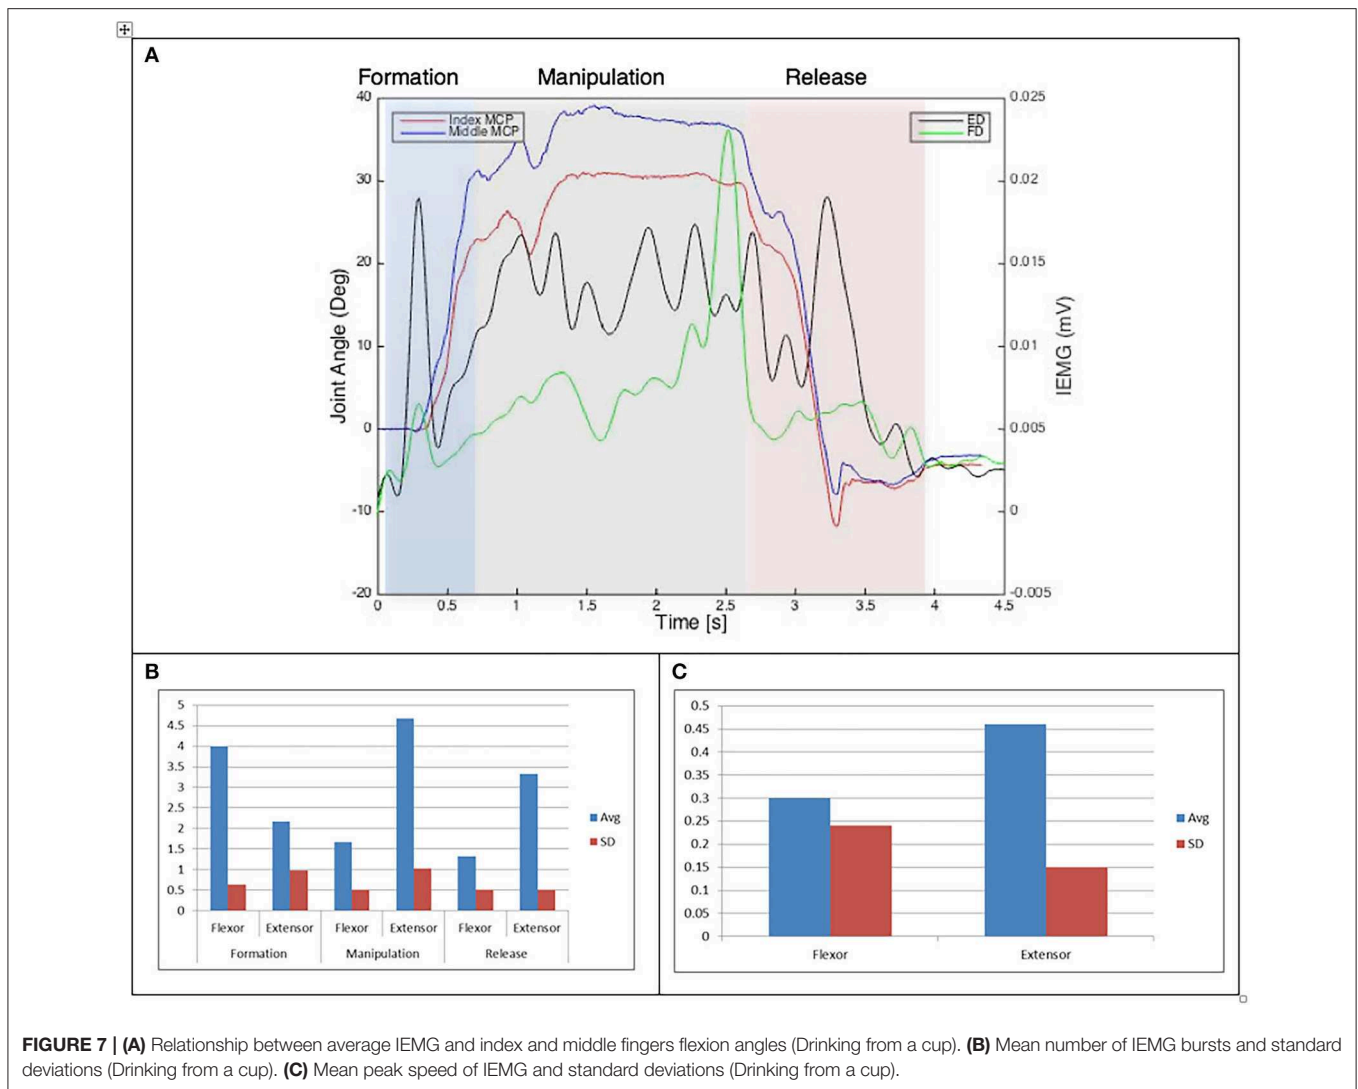 A
Formation Manipulation Release
40 0.025
Index MCP ED
Middle MCP FD
30 0.02
20 0.015
Joint Angle (Deg)
IEMG (mV)
10 0.01
0 0.005
-10 0
-20 -0.005
0 0.5 1 1.5 2 2.5 3 3.5 4 4.5
Time [s]
B
5
4.5
4
3.5
3
2.5
2
1.5
1
0.5
0
Avg
SD
Flexor Extensor Flexor Extensor Flexor Extensor
Formation Manipulation Release
C
0.5
0.45
0.4
0.35
0.3
0.25
0.2
0.15
0.1
0.05
0
Avg
SD
Flexor Extensor
FIGURE 7 | (A) Relationship between average IEMG and index and middle fingers flexion angles (Drinking from a cup). (B) Mean number of IEMG bursts and standard
deviations (Drinking from a cup). (C) Mean peak speed of IEMG and standard deviations (Drinking from a cup).